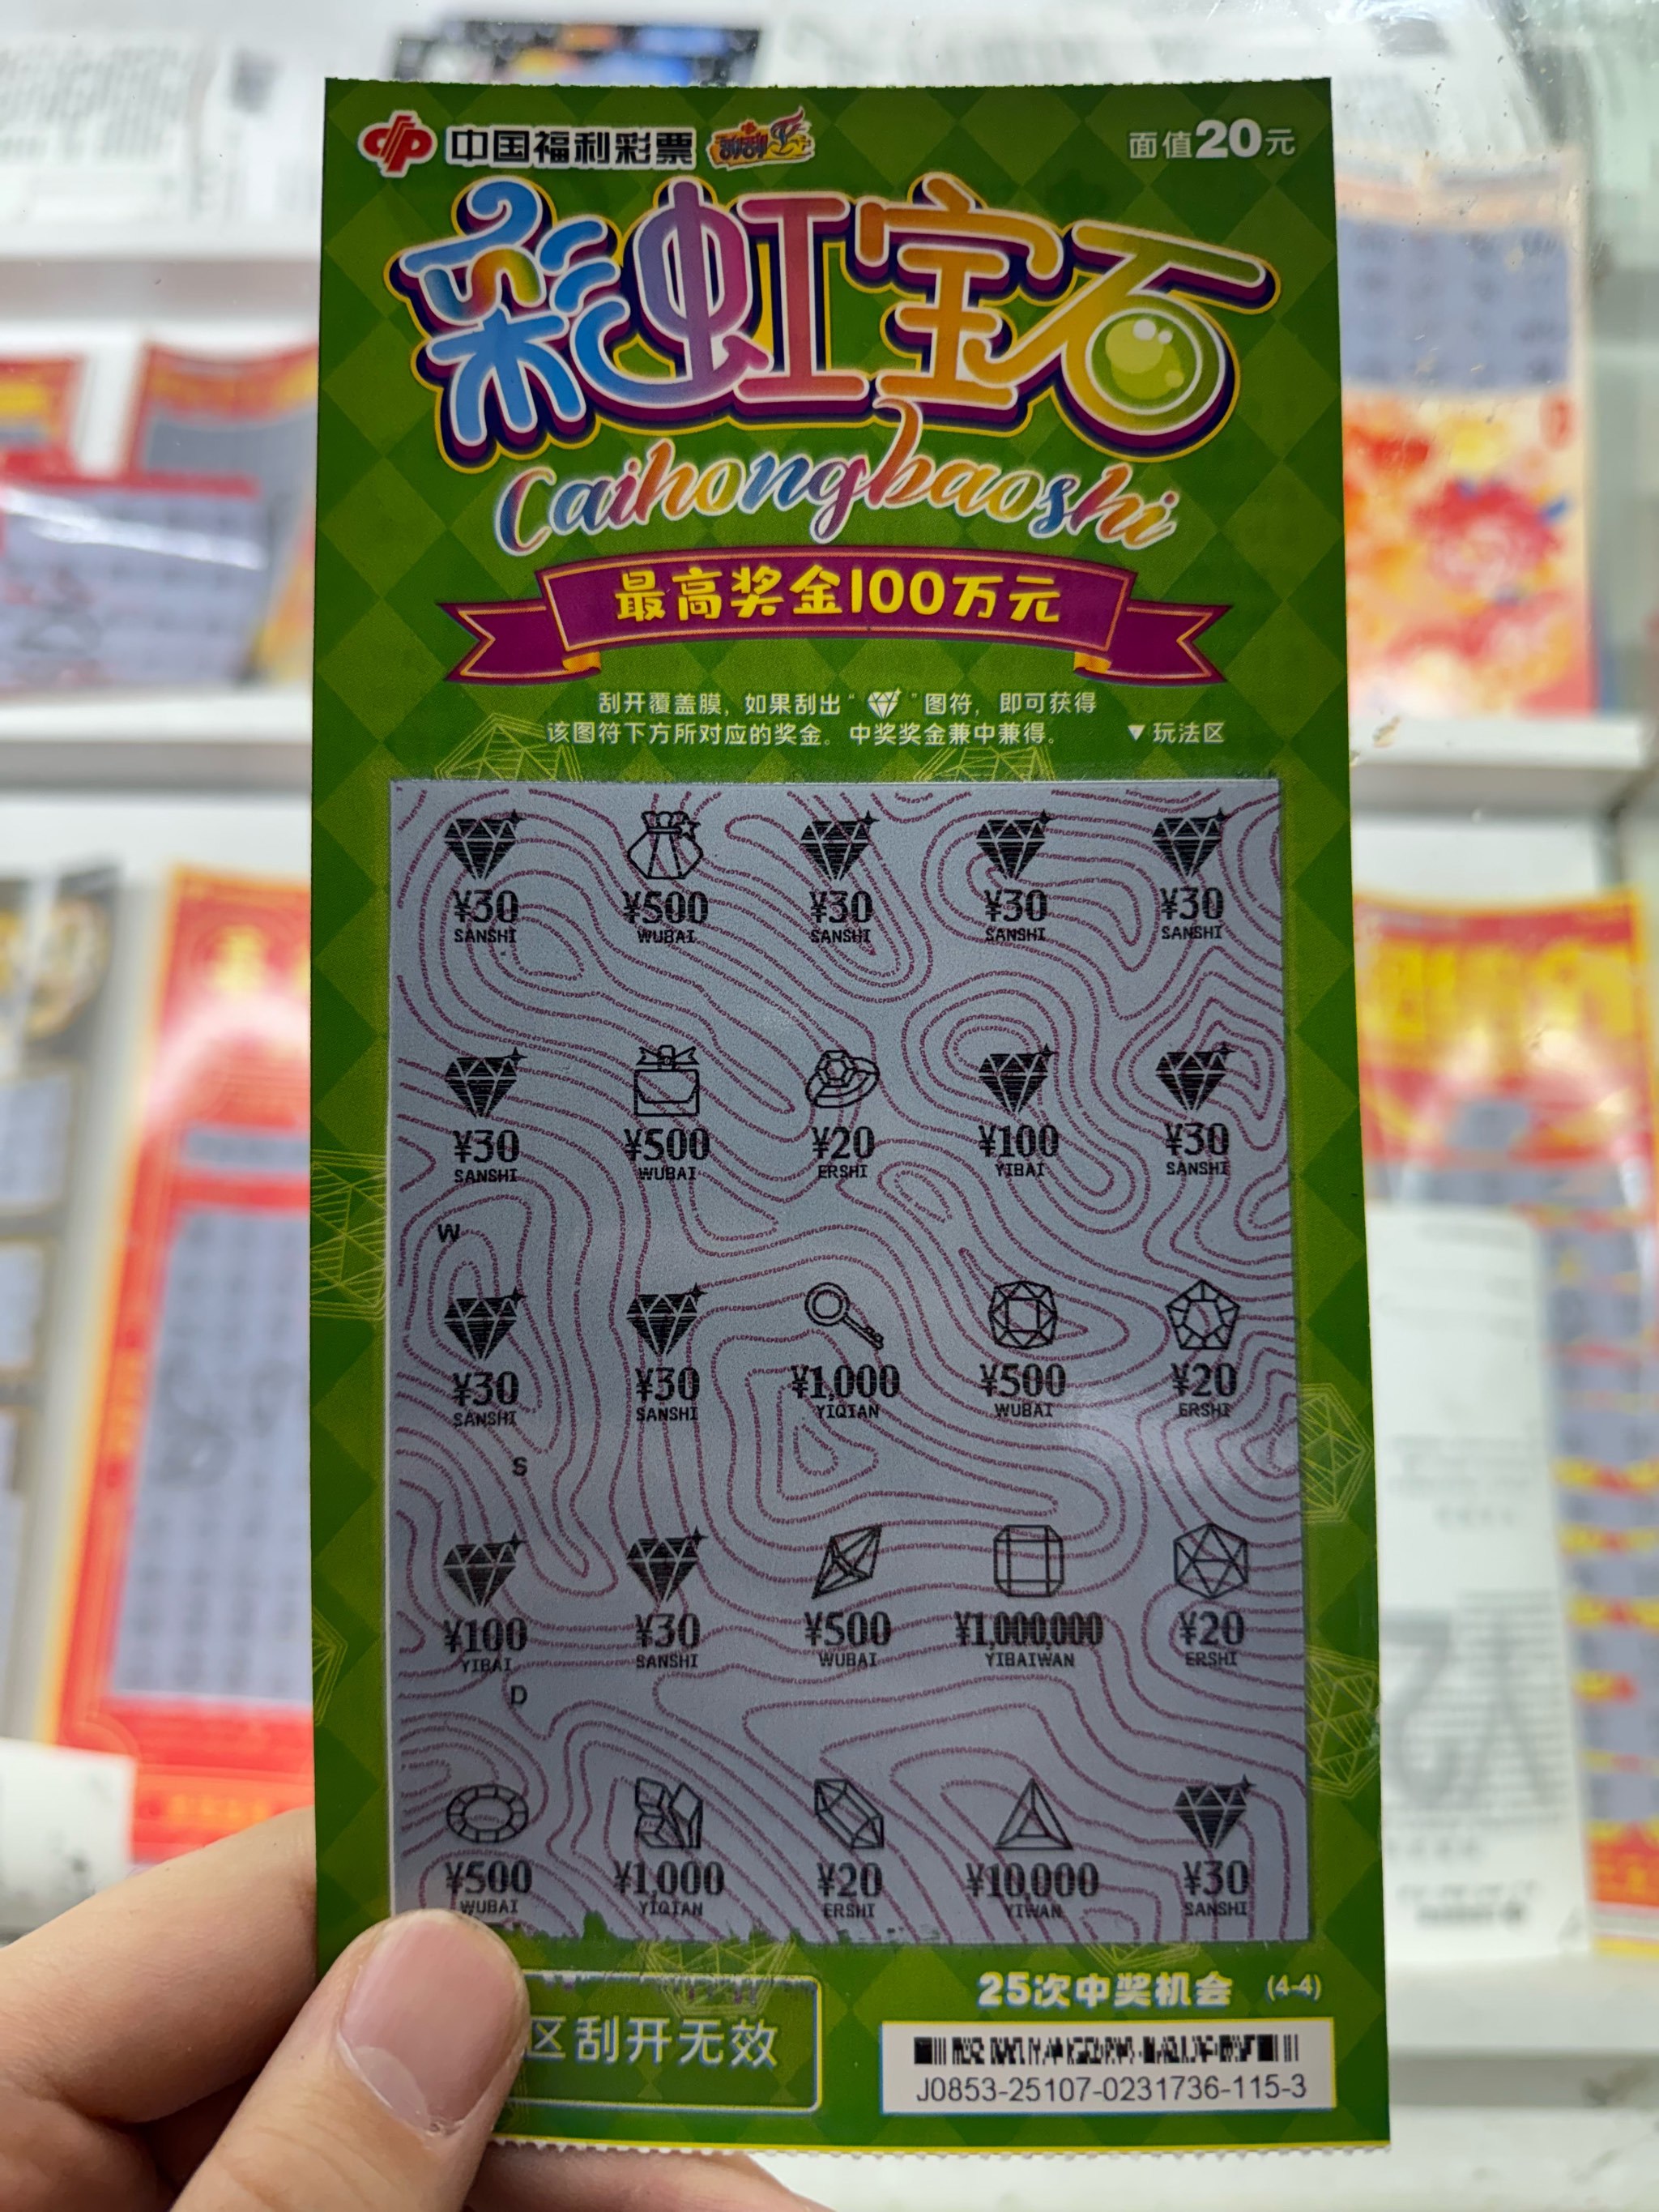 中国福利彩票 刮刮乐
面值20元
彩虹宝石
Caihongbaoshi
最高奖金100万元
刮开覆盖膜，如果刮出“ ”图符，即可获得
该图符下方所对应的奖金。中奖奖金兼中兼得。
▼玩法区
¥30 ¥500 ¥30 ¥30 ¥30
SANSHI WUBAI SANSHI SANSHI SANSHI
¥30 ¥500 ¥20 ¥100 ¥30
SANSHI WUBAI ERSHI YIBAI SANSHI
W
¥30 ¥30 ¥1,000 ¥500 ¥20
SANSHI SANSHI YIQIAN WUBAI ERSHI
S
¥100 ¥30 ¥500 ¥1,000,000 ¥20
YIBAI SANSHI WUBAI YIBAIWAN ERSHI
D
¥500 ¥1,000 ¥20 ¥10,000 ¥30
WUBAI YIQIAN ERSHI YIWAN SANSHI
25次中奖机会 (4-4)
区刮开无效
J0853-25107-0231736-115-3